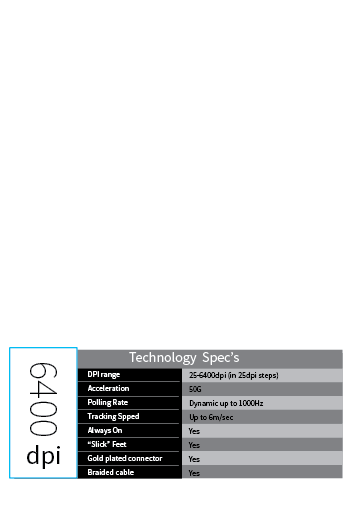 6400
dpi
Technology Spec's
DPI range 25-6400dpi (in 25dpi steps)
Acceleration 50G
Polling Rate Dynamic up to 1000Hz
Tracking Spped Up to 6m/sec
Always On Yes
"Slick" Feet Yes
Gold plated connector Yes
Braided cable Yes